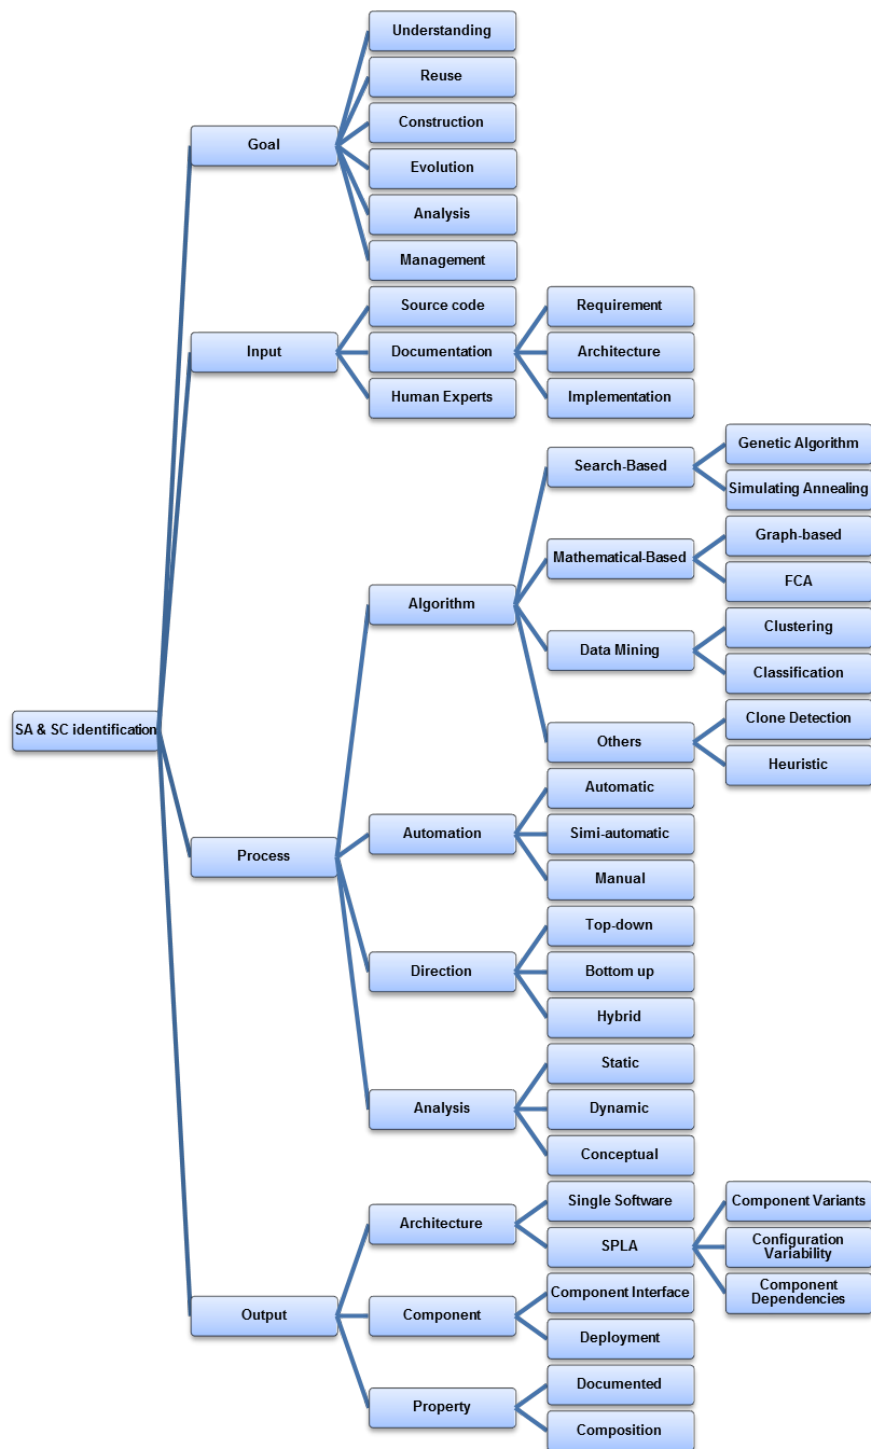 Understanding
Reuse
Construction
Goal
Evolution
Analysis
Management
Source code
Requirement
Input
Documentation
Architecture
Human Experts
Implementation
Genetic Algorithm
Search-Based
Simulating Annealing
Graph-based
Mathematical-Based
FCA
Algorithm
Clustering
Data Mining
Classification
Clone Detection
SA & SC identification
Others
Heuristic
Automatic
Automation
Simi-automatic
Process
Manual
Top-down
Direction
Bottom up
Hybrid
Static
Analysis
Dynamic
Conceptual
Single Software
Component Variants
Architecture
SPLA
Configuration
Variability
Component Interface
Component
Dependencies
Output
Component
Deployment
Documented
Property
Composition